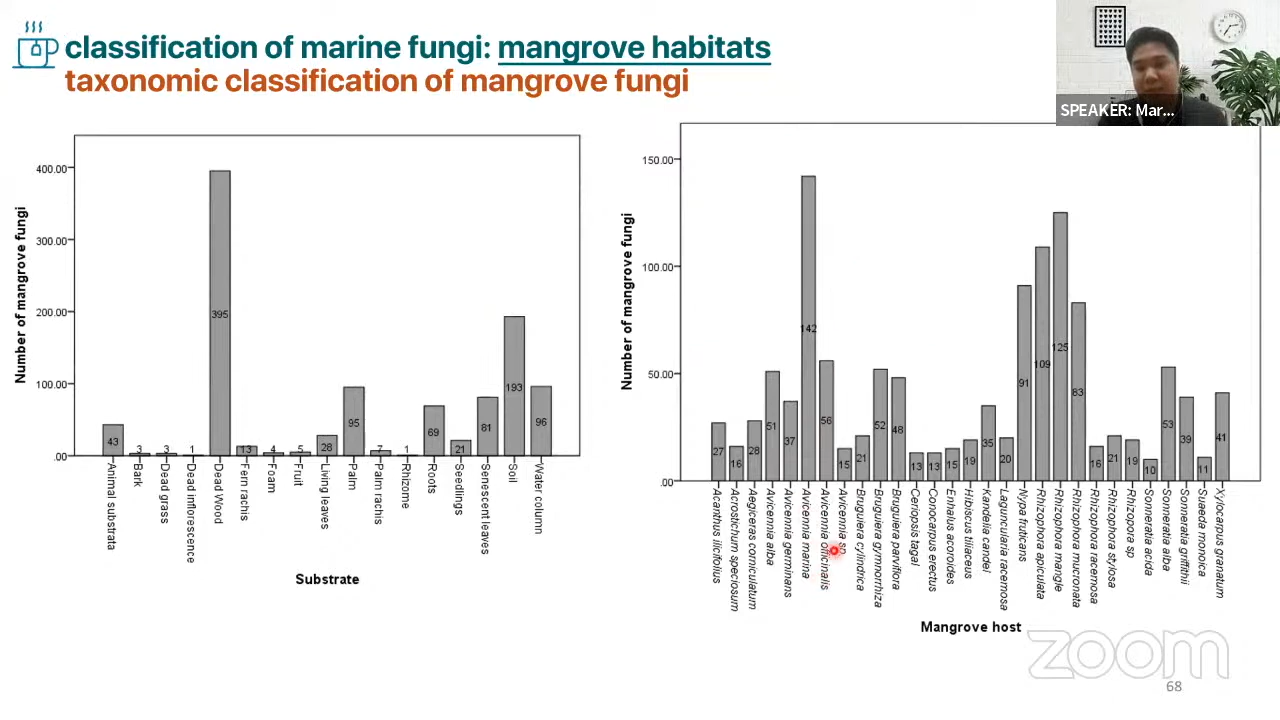 classification of marine fungi: mangrove habitats
taxonomic classification of mangrove fungi
SPEAKER: Mar...
Number of mangrove fungi
400.00
300.00
200.00
100.00
.00
43
3
3
1
395
13
4
5
28
95
7
1
69
21
81
193
96
Animal substrata
Bark
Dead grass
Dead inflorescence
Dead Wood
Fern rachis
Foam
Fruit
Living leaves
Palm
Palm rachis
Rhizome
Roots
Seedlings
Senescent leaves
Soil
Water column
Substrate
Number of mangrove fungi
150.00
100.00
50.00
.00
27
16
28
51
37
142
56
15
21
52
48
13
13
15
19
35
20
91
109
125
83
16
21
19
10
53
39
11
41
Acanthus ilicifolius
Acrostichum speciosum
Aegiceras corniculatum
Avicennia alba
Avicennia germinans
Avicennia marina
Avicennia officinalis
Avicennia sp
Bruguiera cylindrica
Bruguiera gymnorrhiza
Bruguiera parviflora
Ceriopsis tagal
Conocarpus erectus
Enhalus acoroides
Hibiscus tiliaceus
Kandelia candel
Laguncularia racemosa
Nypa fruticans
Rhizophora apiculata
Rhizophora mangle
Rhizophora mucronata
Rhizophora racemosa
Rhizophora stylosa
Rhizopora sp
Sonneratia acida
Sonneratia alba
Sonneratia griffithii
Suaeda monoica
Xylocarpus granatum
Mangrove host
zoom
68